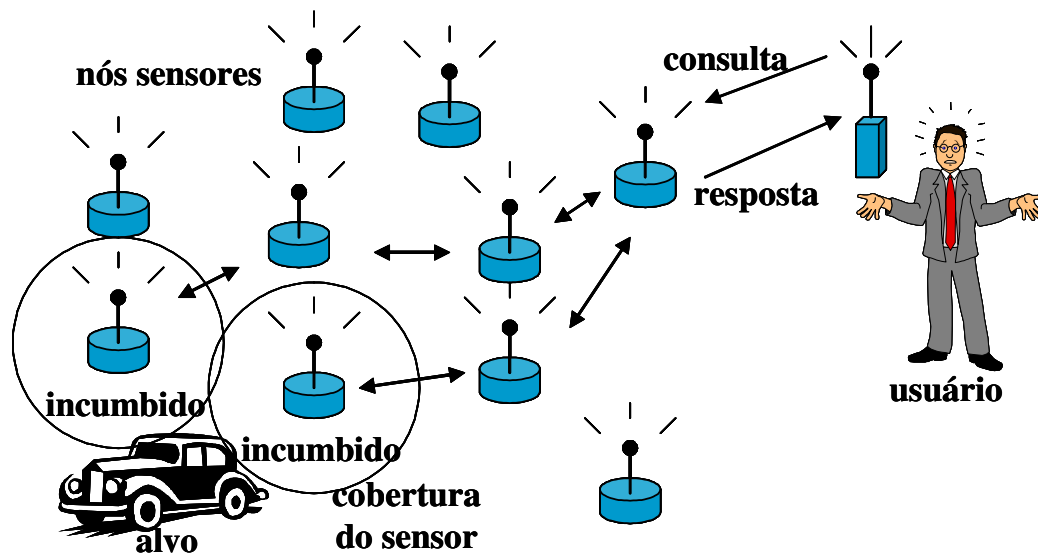 consulta
nós sensores
resposta
usuário
incumbido
incumbido
cobertura
do sensor
alvo